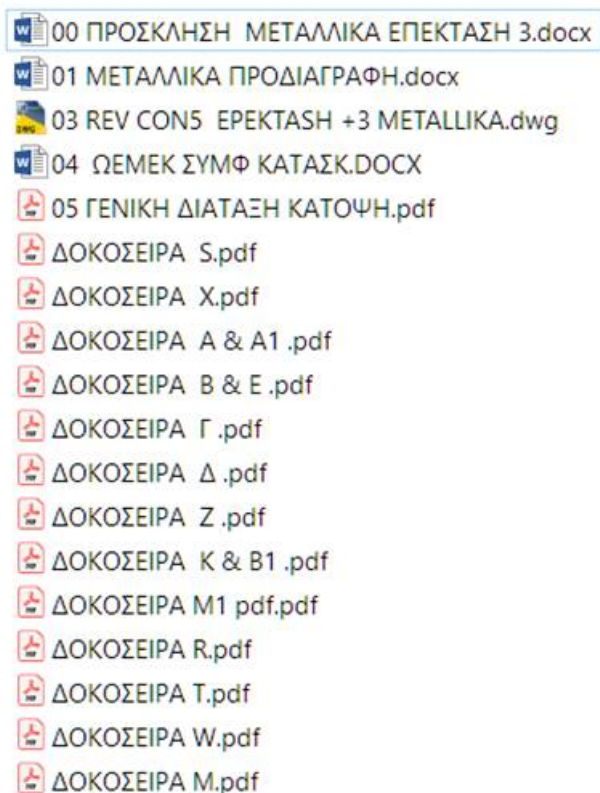 00 ΠΡΟΣΚΛΗΣΗ  ΜΕΤΑΛΛΙΚΑ ΕΠΕΚΤΑΣΗ 3.docx
01 ΜΕΤΑΛΛΙΚΑ ΠΡΟΔΙΑΓΡΑΦΗ.docx
03 REV CON5  EPEKTASH +3 METALLIKA.dwg
04  ΩΕΜΕΚ ΣΥΜΦ ΚΑΤΑΣΚ.DOCX
05 ΓΕΝΙΚΗ ΔΙΑΤΑΞΗ ΚΑΤΟΨΗ.pdf
ΔΟΚΟΣΕΙΡΑ  S.pdf
ΔΟΚΟΣΕΙΡΑ  X.pdf
ΔΟΚΟΣΕΙΡΑ  Α & Α1 .pdf
ΔΟΚΟΣΕΙΡΑ  Β & Ε .pdf
ΔΟΚΟΣΕΙΡΑ  Γ .pdf
ΔΟΚΟΣΕΙΡΑ  Δ .pdf
ΔΟΚΟΣΕΙΡΑ  Ζ .pdf
ΔΟΚΟΣΕΙΡΑ  Κ & Β1 .pdf
ΔΟΚΟΣΕΙΡΑ M1 pdf.pdf
ΔΟΚΟΣΕΙΡΑ R.pdf
ΔΟΚΟΣΕΙΡΑ T.pdf
ΔΟΚΟΣΕΙΡΑ W.pdf
ΔΟΚΟΣΕΙΡΑ Μ.pdf